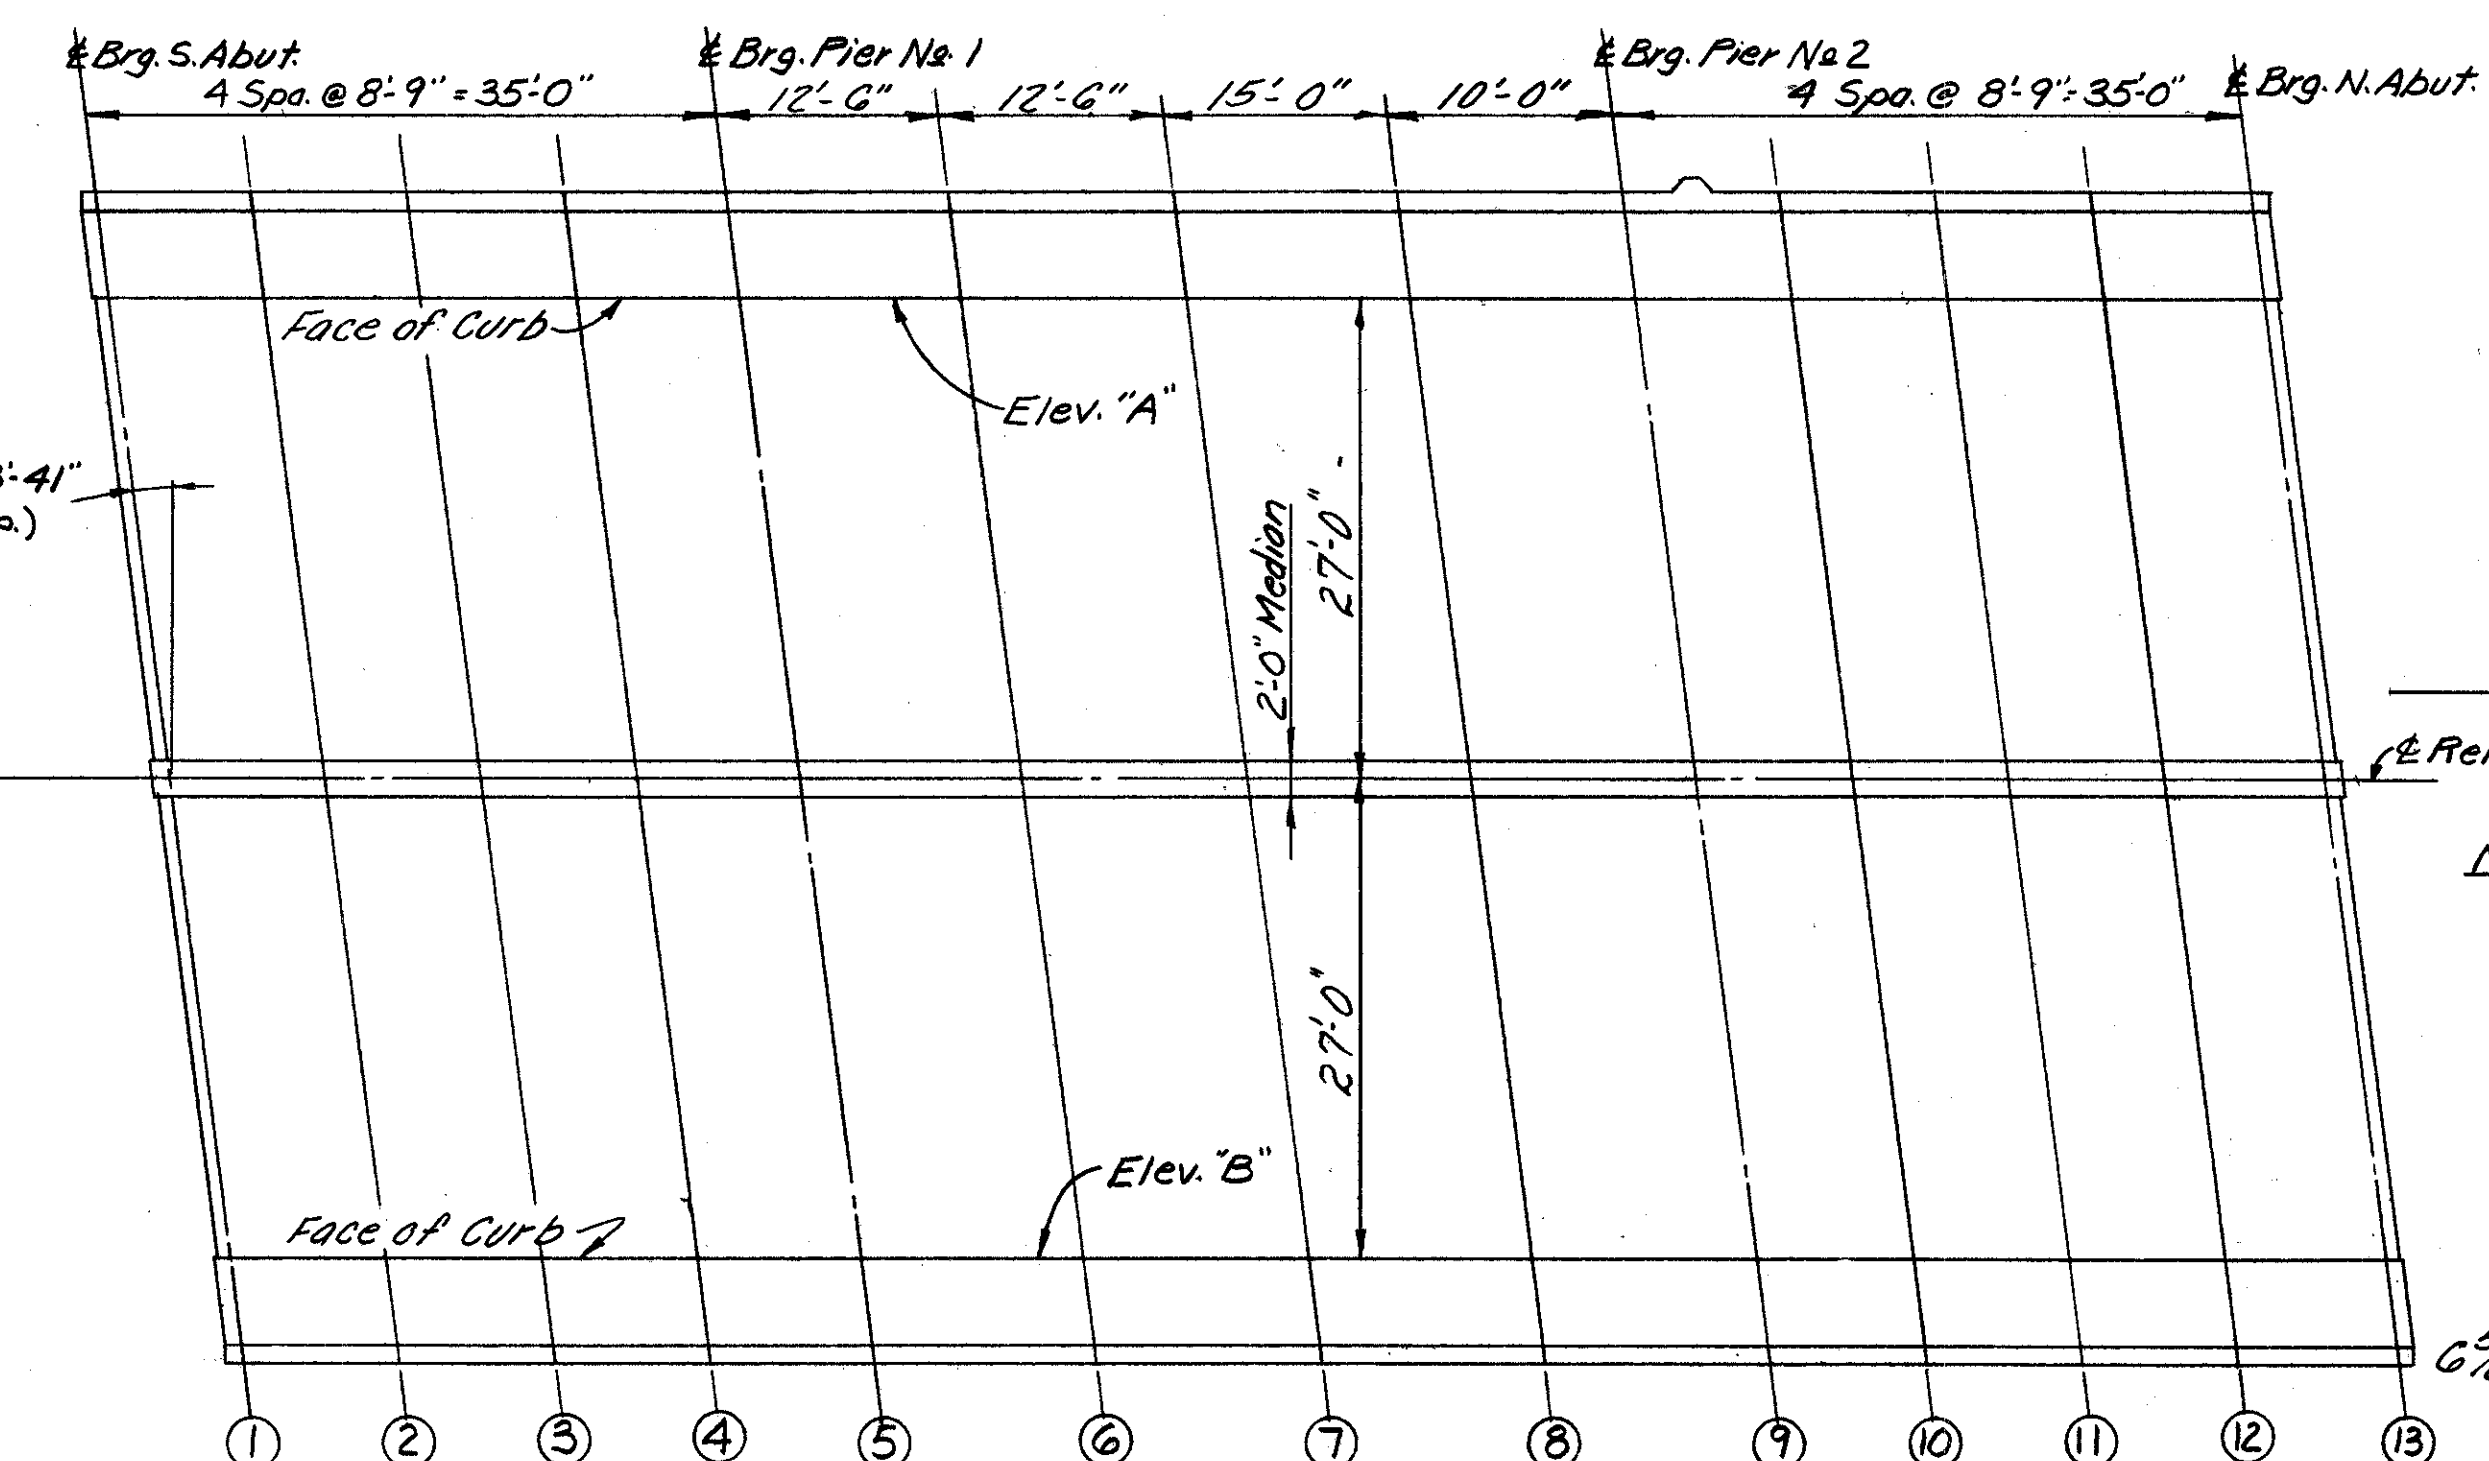 ℄ Brg. S. Abut.
4 Spa. @ 8'-9" = 35'-0"
℄ Brg. Pier No. 1
12'-6"
12'-6"
15'-0"
10'-0"
℄ Brg. Pier No 2
4 Spa. @ 8'-9" = 35'-0"
℄ Brg. N. Abut.
Face of Curb
Elev. "A"
'-41"
2'-0" Median
27'-0"
℄
27'-0"
Elev. "B"
Face of Curb
1
2
3
4
5
6
7
8
9
10
11
12
13